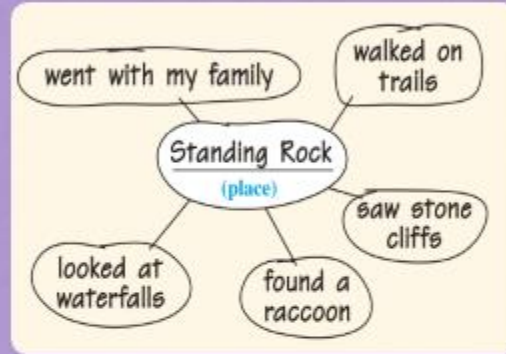 went with my family
walked on
trails
Standing Rock
(place)
saw stone
cliffs
looked at
waterfalls
found a
raccoon